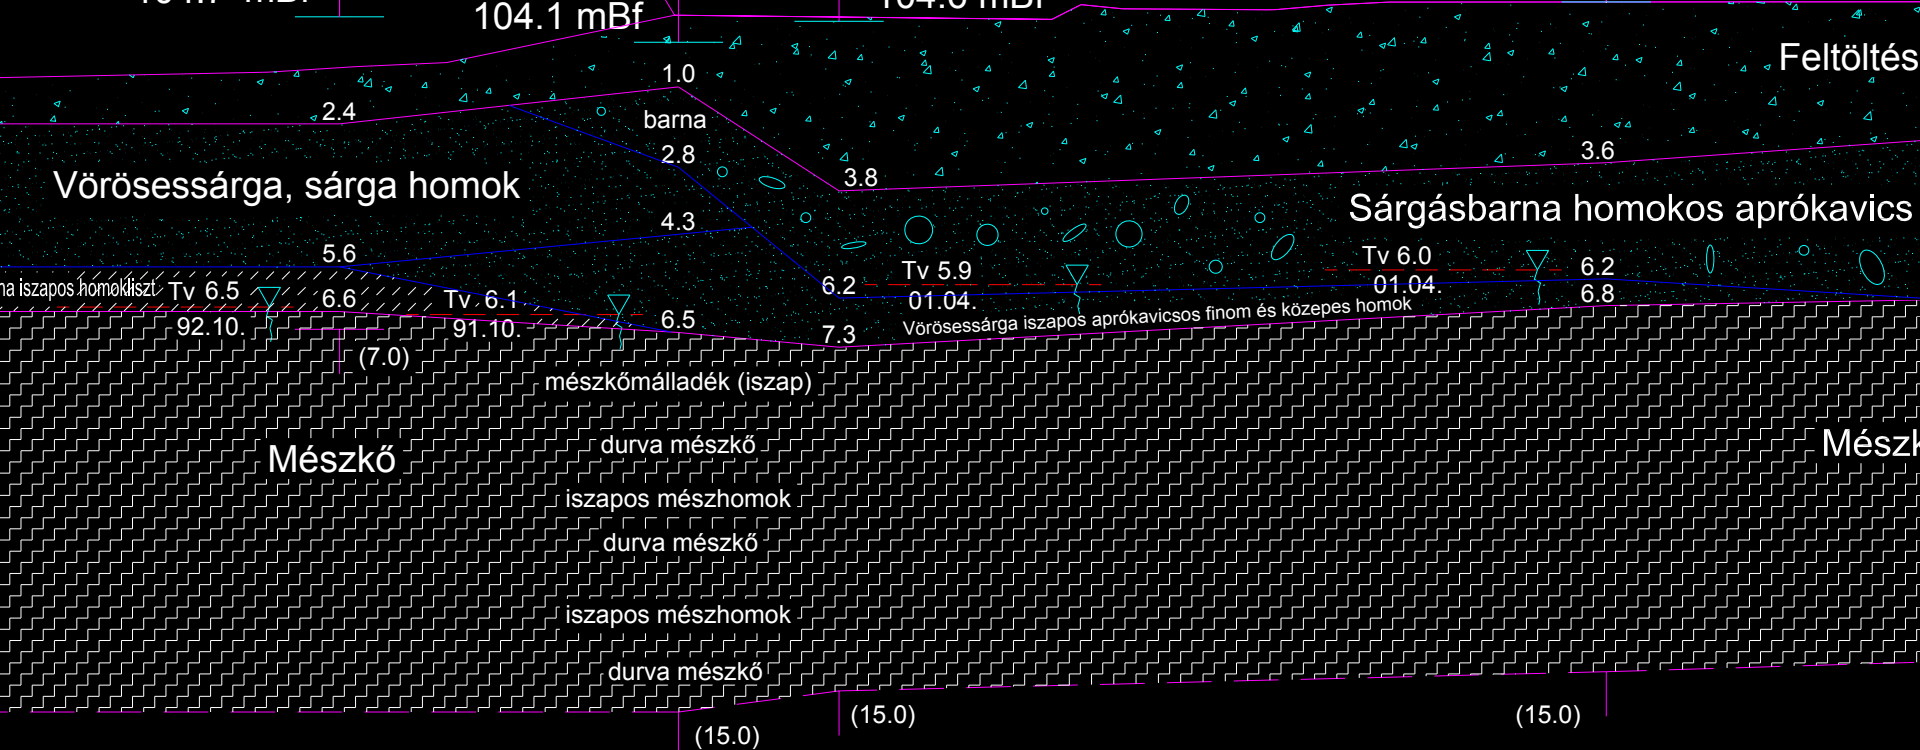 104.1 mBf
Feltöltés
1.0
2.4
barna
2.8
3.6
3.8
Vörösessárga, sárga homok
Sárgásbarna homokos aprókavics
4.3
5.6
Tv 5.9
01.04.
Tv 6.0
01.04.
6.2
6.2
6.8
iszapos homokliszt
Tv 6.5
92.10.
6.6
Tv 6.1
91.10.
6.5
7.3
Vörösessárga iszapos aprókavicsos finom és közepes homok
(7.0)
mészkőmálladék (iszap)
durva mészkő
Mészkő
Mészk
iszapos mészhomok
durva mészkő
iszapos mészhomok
durva mészkő
(15.0)
(15.0)
(15.0)